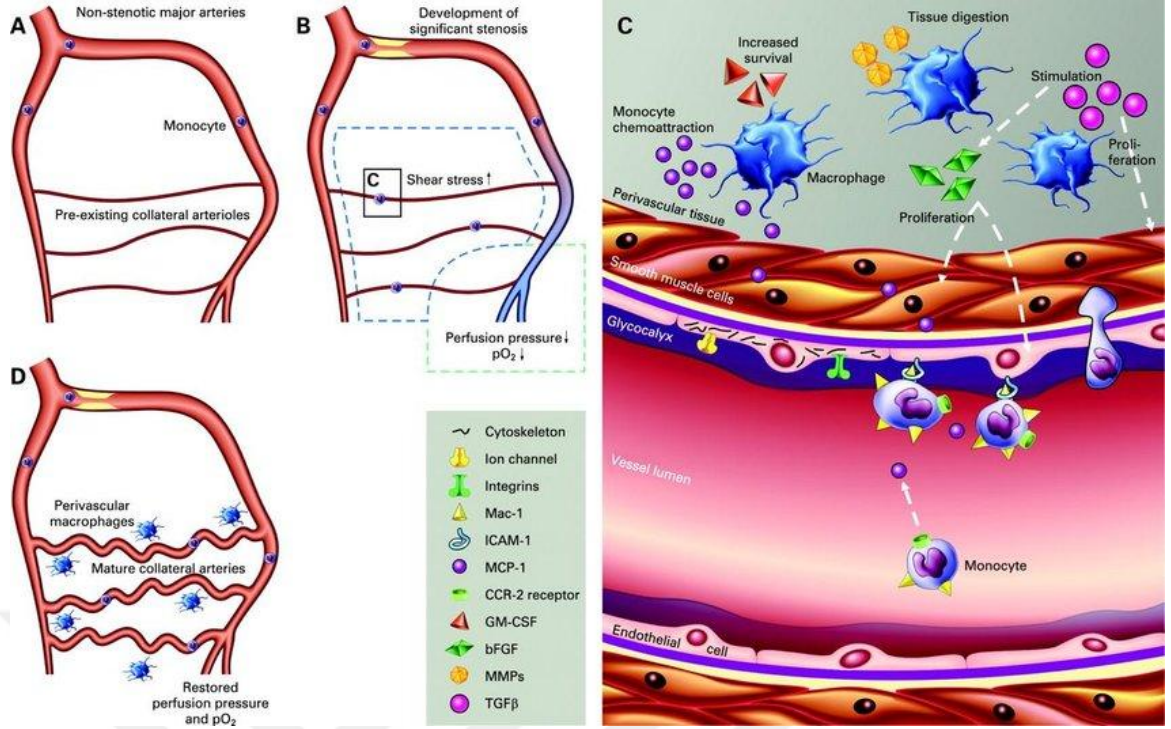 A
Non-stenotic major arteries
Monocyte
Pre-existing collateral arterioles
B
Development of
significant stenosis
C
Shear stress ↑
Perfusion pressure ↓
pO₂ ↓
D
Perivascular
macrophages
Mature collateral arteries
Restored
perfusion pressure
and pO₂
Cytoskeleton
Ion channel
Integrins
Mac-1
ICAM-1
MCP-1
CCR-2 receptor
GM-CSF
bFGF
MMPs
TGFβ
C
Tissue digestion
Increased
survival
Stimulation
Monocyte
chemoattraction
Macrophage
Proli-
feration
Proliferation
Perivascular tissue
Smooth muscle cells
Glycocalyx
Vessel lumen
Monocyte
Endothelial cell